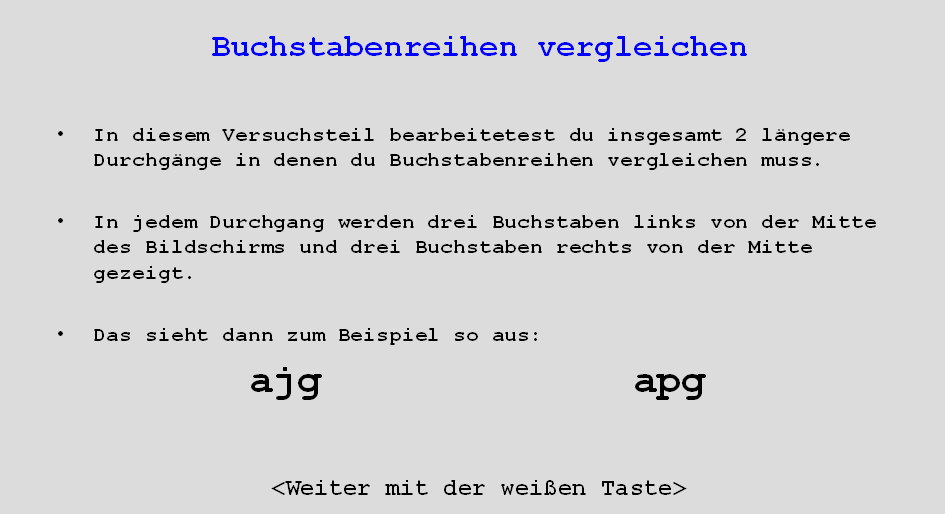 Buchstabenreihen vergleichen
• In diesem Versuchsteil bearbeitetest du insgesamt 2 längere
Durchgänge in denen du Buchstabenreihen vergleichen muss.
• In jedem Durchgang werden drei Buchstaben links von der Mitte
des Bildschirms und drei Buchstaben rechts von der Mitte
gezeigt.
• Das sieht dann zum Beispiel so aus:
ajg apg
<Weiter mit der weißen Taste>